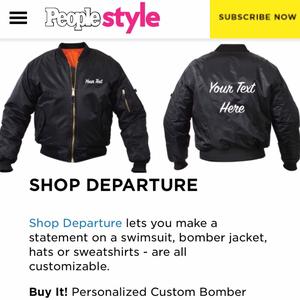 People style
SUBSCRIBE NOW
Your Text
Your Text
Here
SHOP DEPARTURE
Shop Departure lets you make a
statement on a swimsuit, bomber jacket,
hats or sweatshirts - are all
customizable.
Buy It! Personalized Custom Bomber